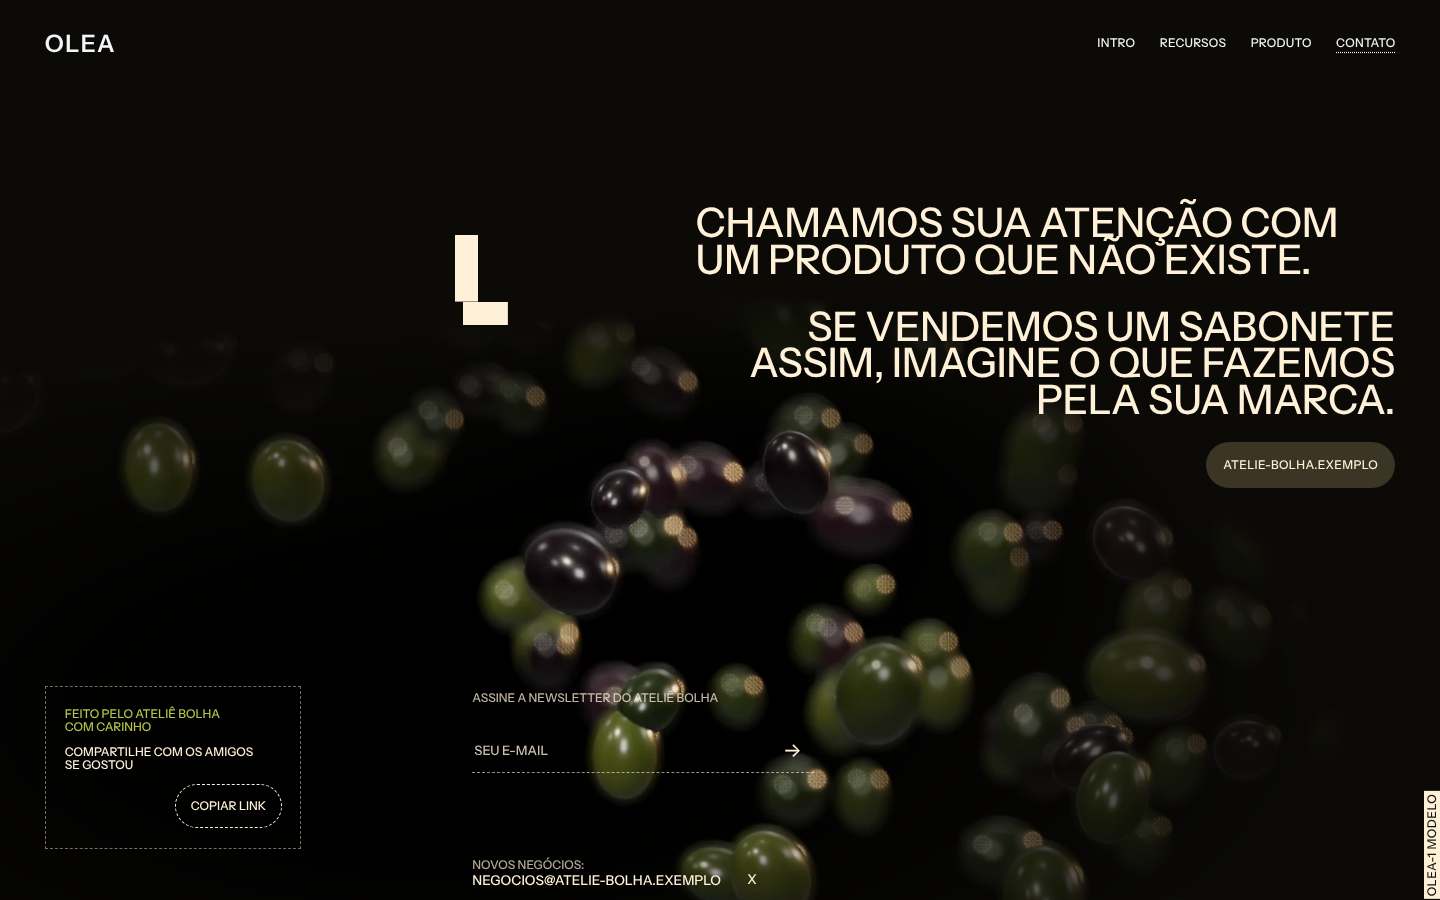 OLEA
INTRO
RECURSOS
PRODUTO
CONTATO
CHAMAMOS SUA ATENÇÃO COM
UM PRODUTO QUE NÃO EXISTE.
SE VENDEMOS UM SABONETE
ASSIM, IMAGINE O QUE FAZEMOS
PELA SUA MARCA.
ATELIE-BOLHA.EXEMPLO
FEITO PELO ATELIÊ BOLHA
COM CARINHO
COMPARTILHE COM OS AMIGOS
SE GOSTOU
COPIAR LINK
ASSINE A NEWSLETTER DO ATELIÊ BOLHA
SEU E-MAIL
NOVOS NEGÓCIOS:
NEGOCIOS@ATELIE-BOLHA.EXEMPLO
X
OLEA-1 MODELO